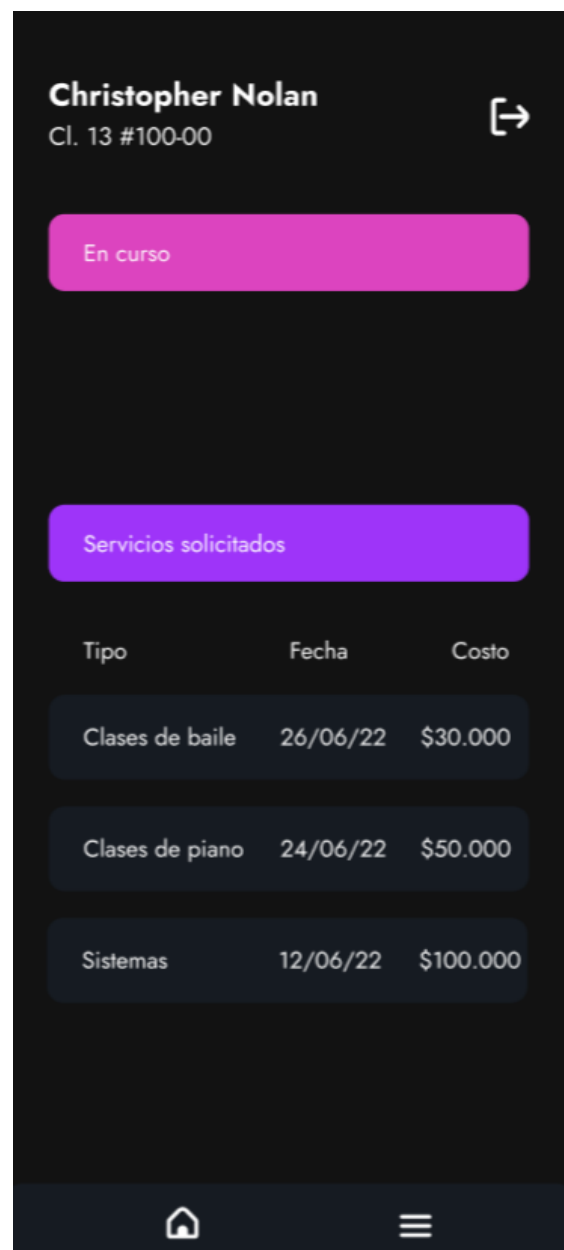 Christopher Nolan
Cl. 13 #100-00
En curso
Servicios solicitados
Tipo Fecha Costo
Clases de baile 26/06/22 $30.000
Clases de piano 24/06/22 $50.000
Sistemas 12/06/22 $100.000